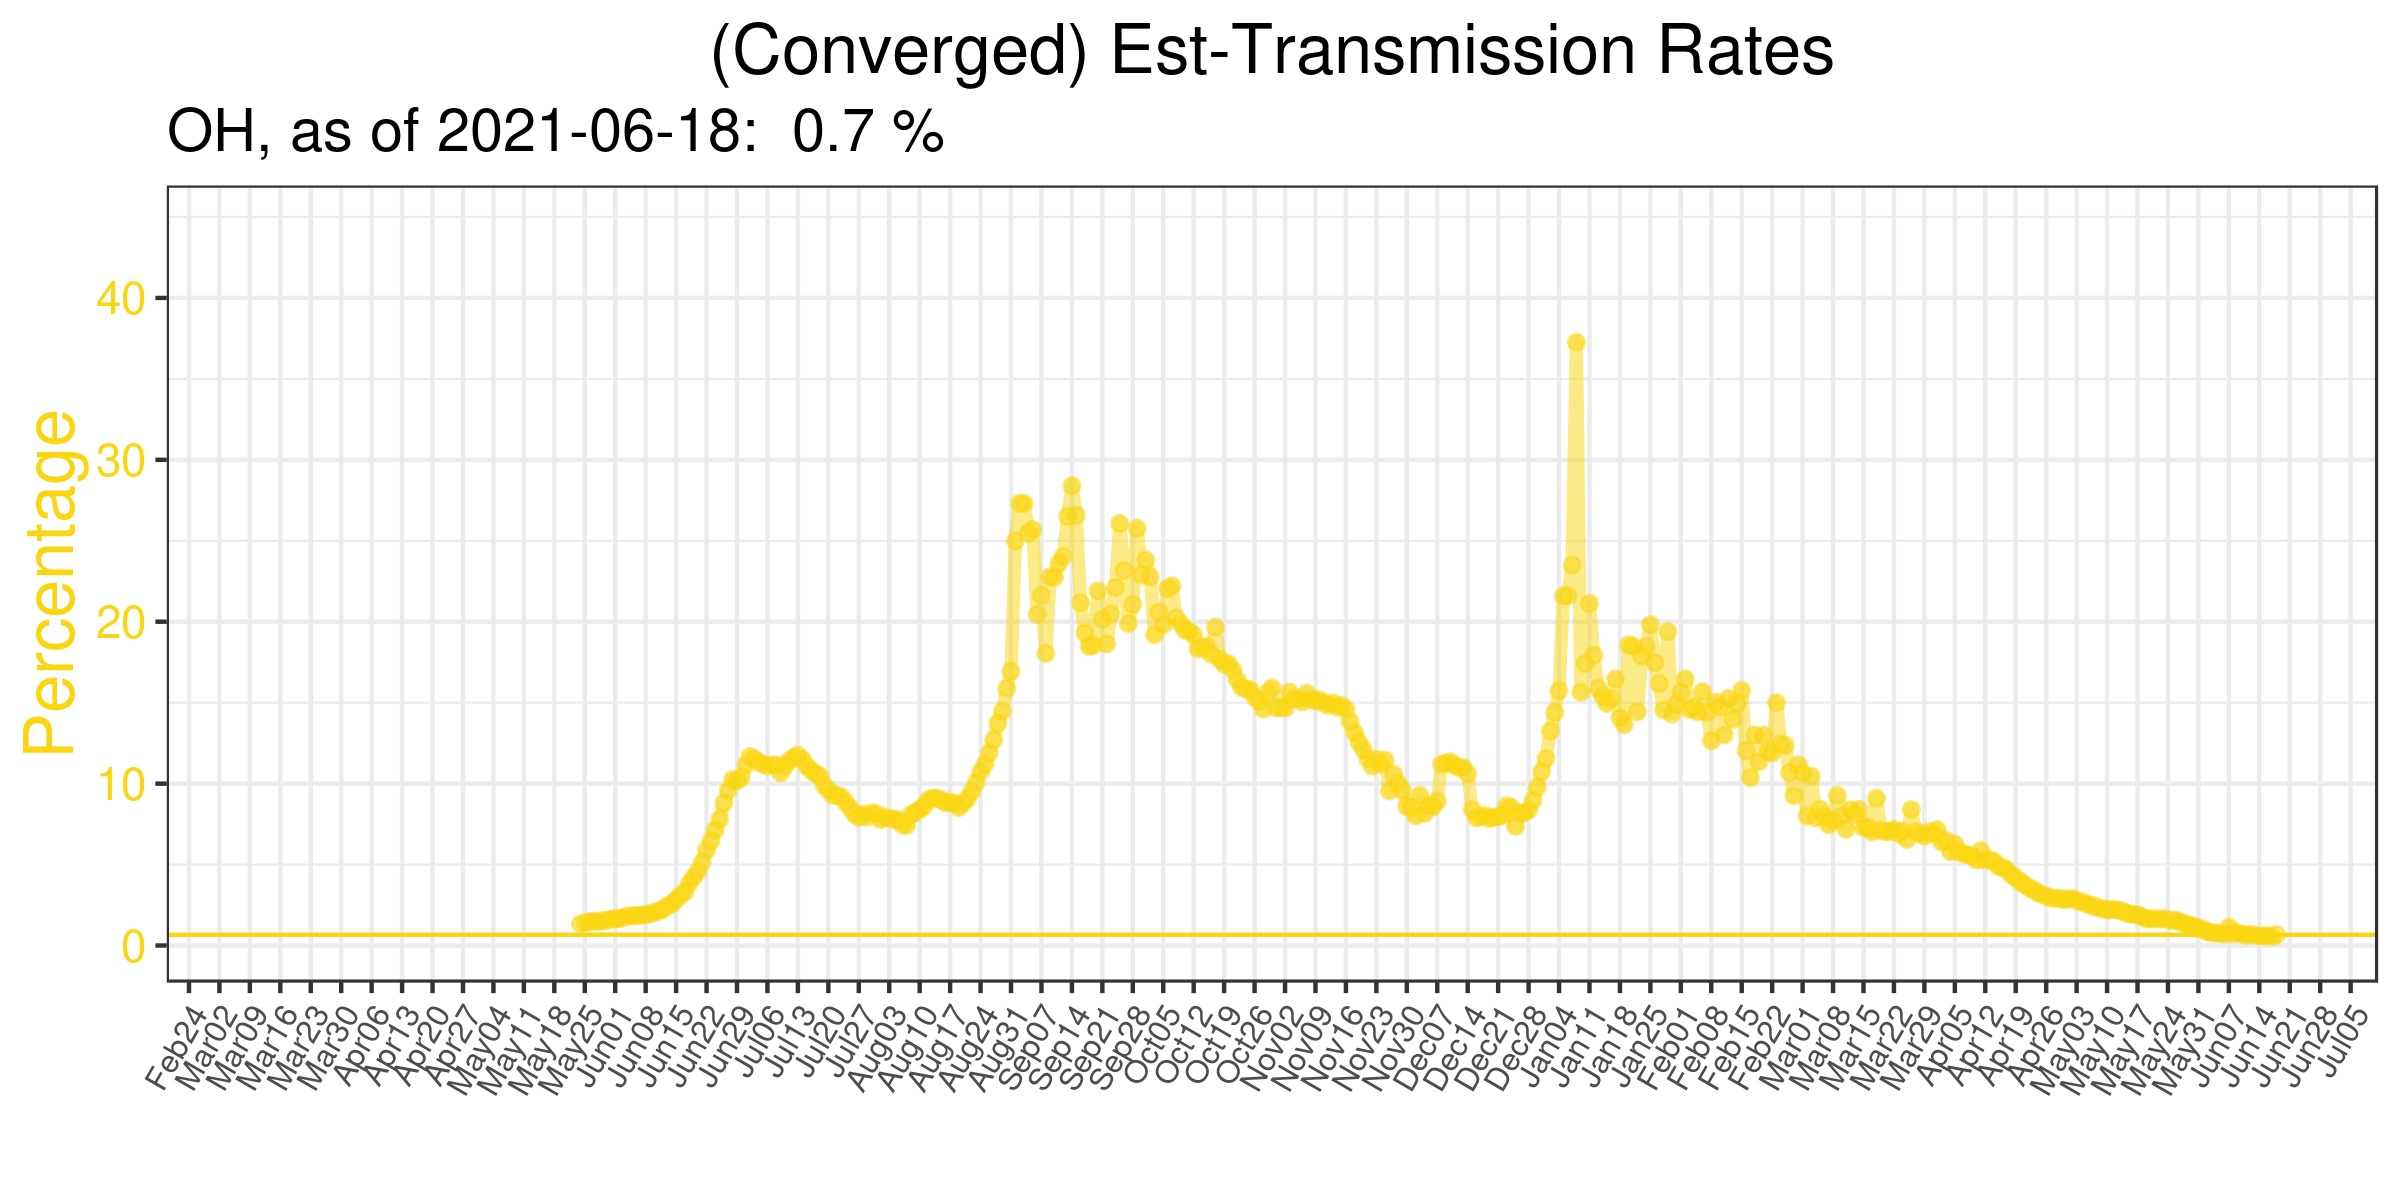 (Converged) Est-Transmission Rates
OH, as of 2021-06-18:  0.7 %
Percentage
40
30
20
10
0
Feb24
Mar02
Mar09
Mar16
Mar23
Mar30
Apr06
Apr13
Apr20
Apr27
May04
May11
May18
May25
Jun01
Jun08
Jun15
Jun22
Jun29
Jul06
Jul13
Jul20
Jul27
Aug03
Aug10
Aug17
Aug24
Aug31
Sep07
Sep14
Sep21
Sep28
Oct05
Oct12
Oct19
Oct26
Nov02
Nov09
Nov16
Nov23
Nov30
Dec07
Dec14
Dec21
Dec28
Jan04
Jan11
Jan18
Jan25
Feb01
Feb08
Feb15
Feb22
Mar01
Mar08
Mar15
Mar22
Mar29
Apr05
Apr12
Apr19
Apr26
May03
May10
May17
May24
May31
Jun07
Jun14
Jun21
Jun28
Jul05